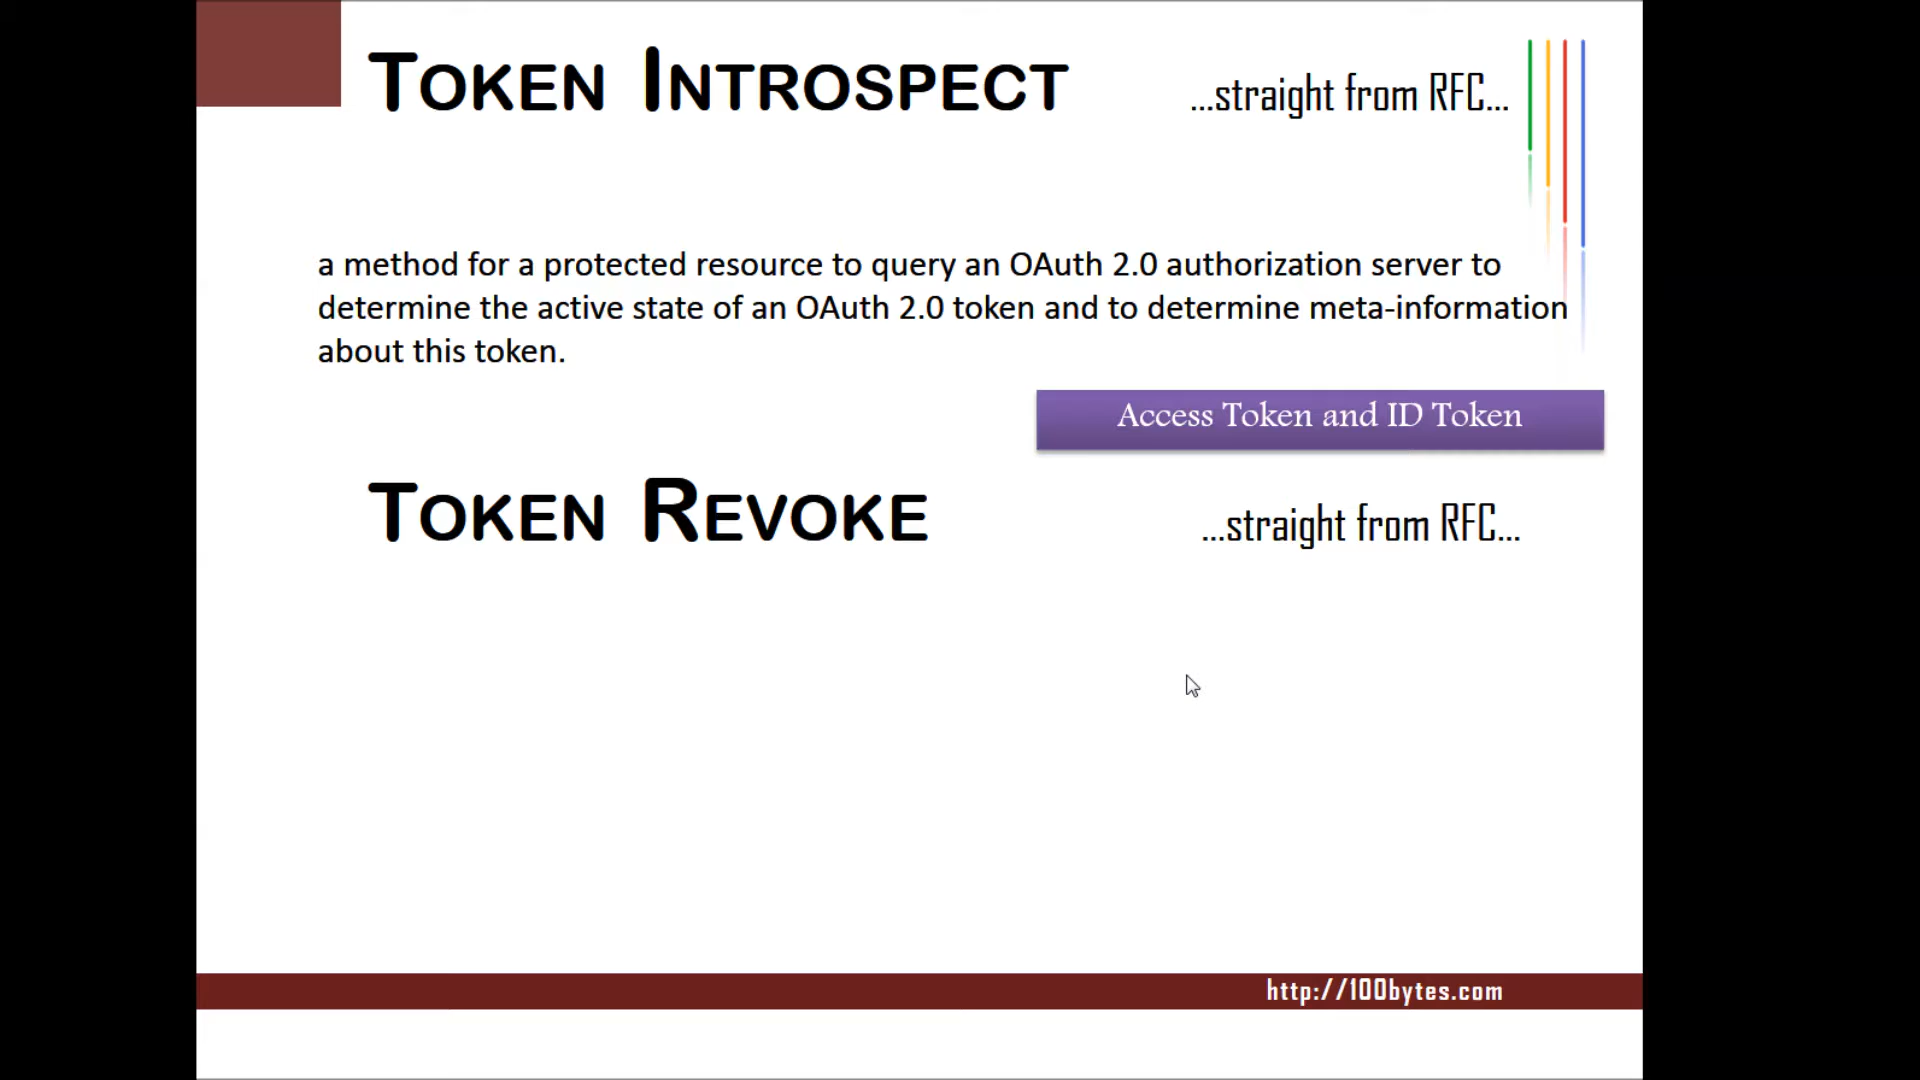 TOKEN INTROSPECT ...straight from RFC...
a method for a protected resource to query an OAuth 2.0 authorization server to
determine the active state of an OAuth 2.0 token and to determine meta-information
about this token.
Access Token and ID Token
TOKEN REVOKE ...straight from RFC...
http://100bytes.com